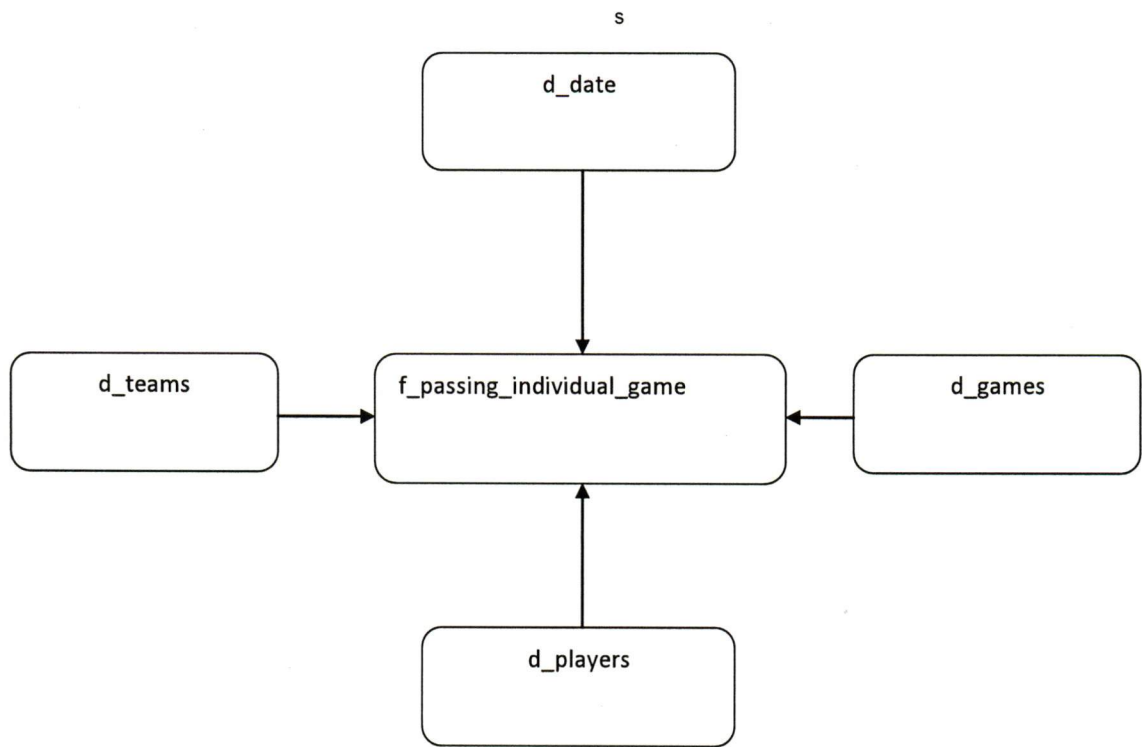 s
d_date
d_teams
f_passing_individual_game
d_games
d_players